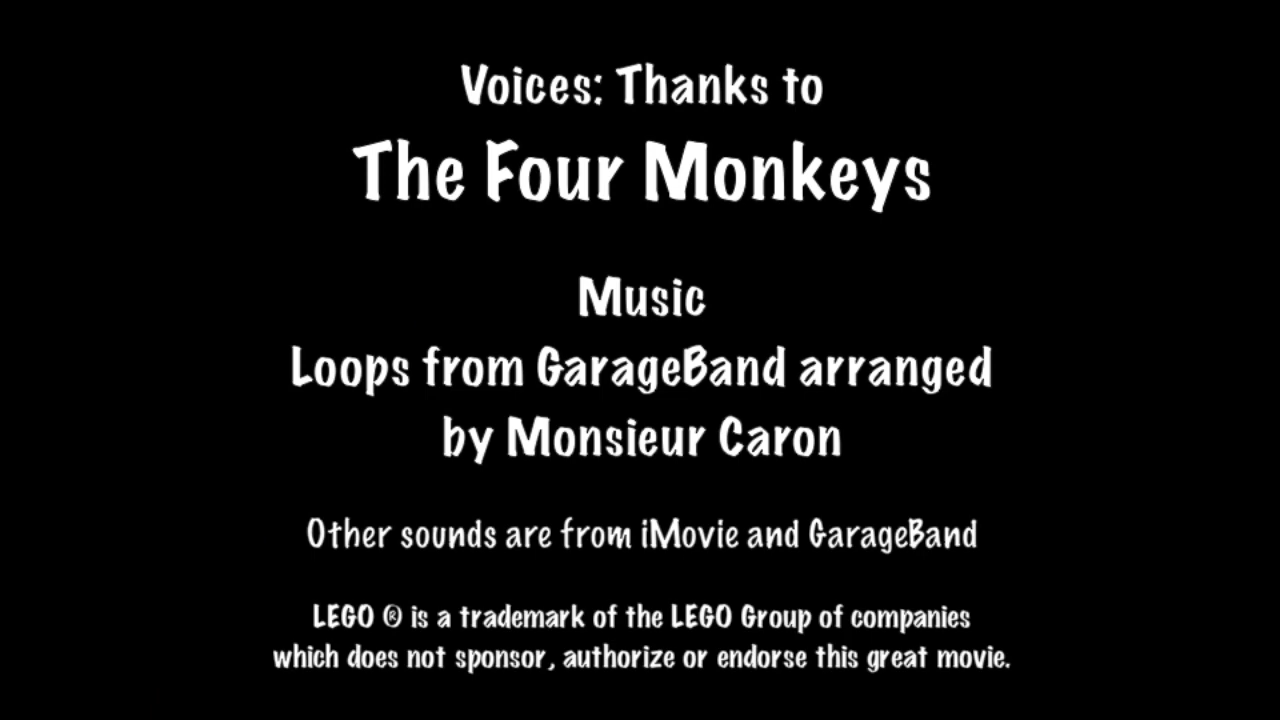 Voices: Thanks to
The Four Monkeys
Music
Loops from GarageBand arranged
by Monsieur Caron
Other sounds are from iMovie and GarageBand
LEGO ® is a trademark of the LEGO Group of companies
which does not sponsor, authorize or endorse this great movie.